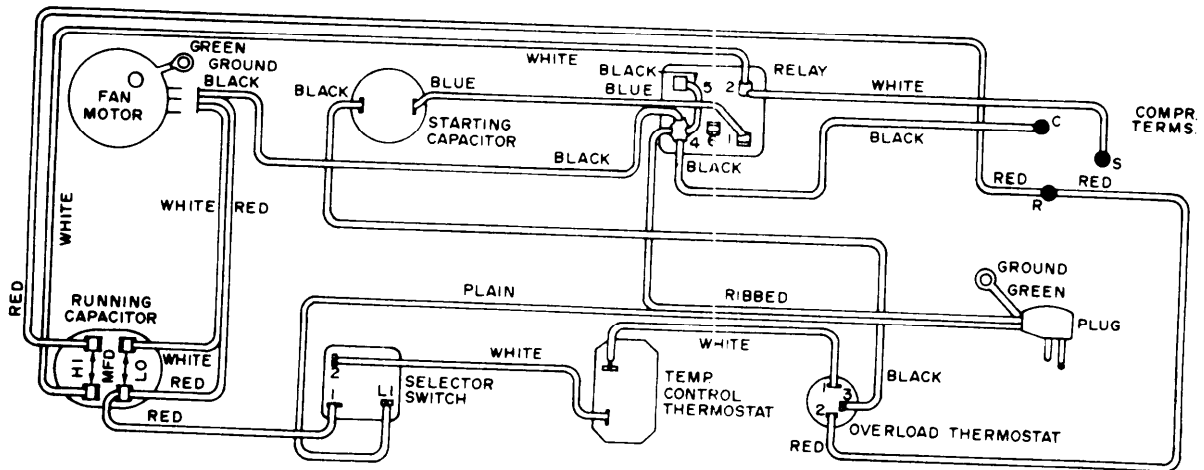 GREEN
GROUND
BLACK
FAN
MOTOR
BLACK
BLUE
STARTING
CAPACITOR
WHITE
BLACK
BLUE
5
2
RELAY
4
6
1
BLACK
WHITE
COMPR.
TERMS.
C
S
BLACK
BLACK
RED
RED
R
WHITE
WHITE
RED
RED
RUNNING
CAPACITOR
HI
MFD
LO
WHITE
RED
RED
PLAIN
RIBBED
GROUND
GREEN
PLUG
2
1
L1
SELECTOR
SWITCH
WHITE
WHITE
TEMP.
CONTROL
THERMOSTAT
1
3
2
BLACK
OVERLOAD THERMOSTAT
RED